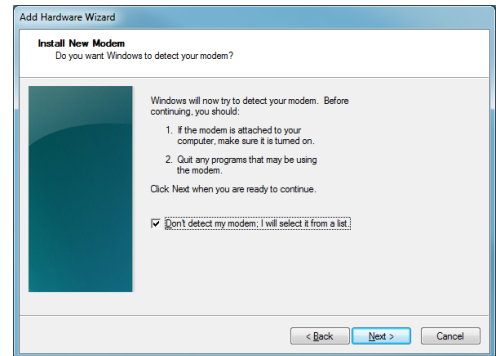 Add Hardware Wizard
Install New Modem
Do you want Windows to detect your modem?
Windows will now try to detect your modem. Before
continuing, you should:
1. If the modem is attached to your
computer, make sure it is turned on.
2. Quit any programs that may be using
the modem.
Click Next when you are ready to continue.
Don't detect my modem; I will select it from a list.
< Back Next > Cancel